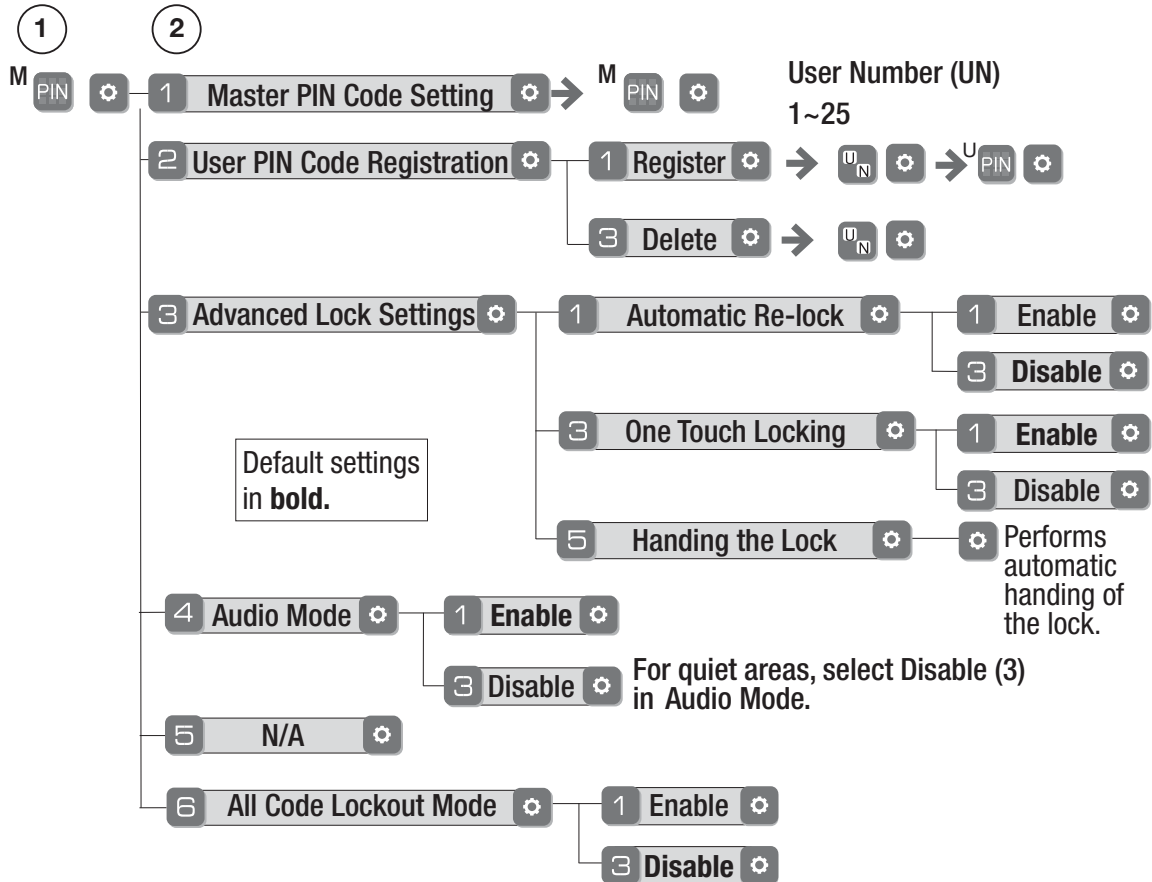 1 2
M PIN 1 Master PIN Code Setting M PIN
User Number (UN)
1~25
2 User PIN Code Registration 1 Register UN U PIN
3 Delete UN
3 Advanced Lock Settings 1 Automatic Re-lock 1 Enable
3 Disable
3 One Touch Locking 1 Enable
3 Disable
Default settings
in bold.
5 Handing the Lock Performs
automatic
handing of
the lock.
4 Audio Mode 1 Enable
3 Disable For quiet areas, select Disable (3)
in Audio Mode.
5 N/A
6 All Code Lockout Mode 1 Enable
3 Disable